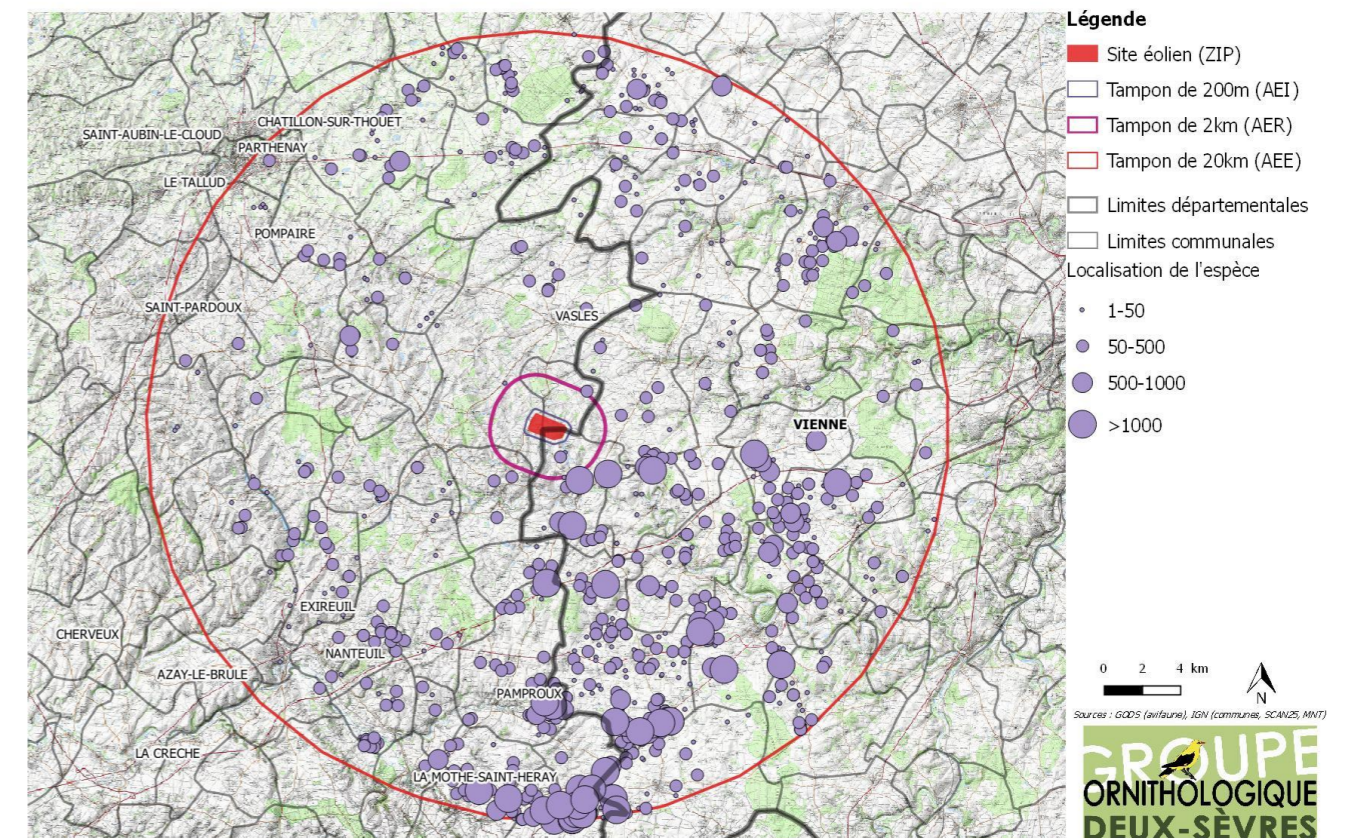 Légende
Site éolien (ZIP)
Tampon de 200m (AEI)
Tampon de 2km (AER)
Tampon de 20km (AEE)
Limites départementales
Limites communales
Localisation de l'espèce
1-50
50-500
500-1000
>1000
CHATILLON-SUR-THOUET
SAINT-AUBIN-LE-CLOUD
PARTHENAY
LE TALLUD
POMPAIRE
SAINT-PARDOUX
VASLES
VIENNE
EXIREUIL
CHERVEUX
NANTEUIL
AZAY-LE-BRULE
PAMPROUX
LA CRECHE
LA MOTHE-SAINT-HERAY
0 2 4 km
N
Sources : GODS (avifaune), IGN (communes, SCAN25, MNT)
GROUPE
ORNITHOLOGIQUE
DEUX-SÈVRES